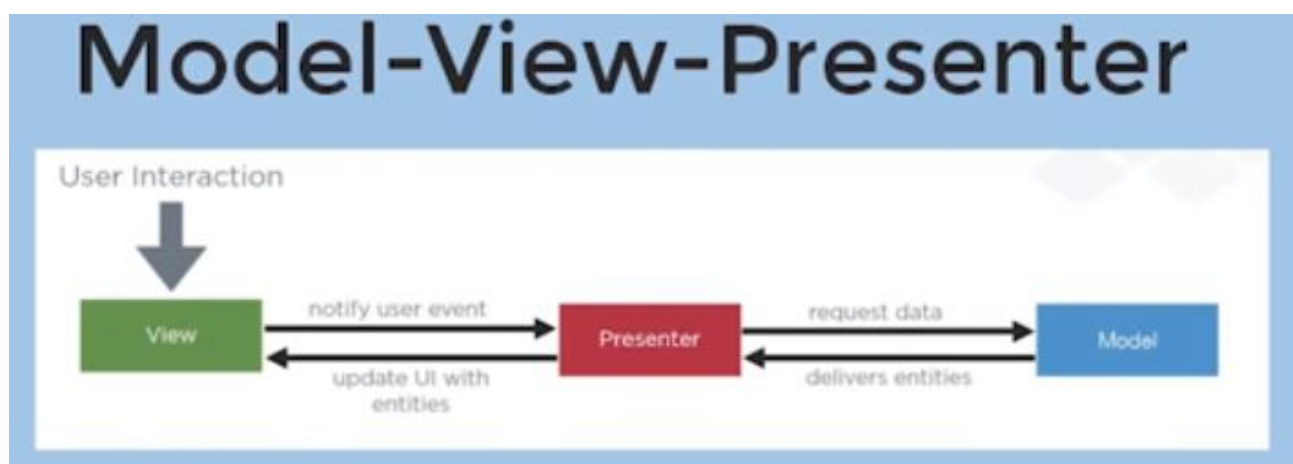 Model-View-Presenter
User Interaction
notify user event
request data
View
Presenter
Model
update UI with
entities
delivers entities